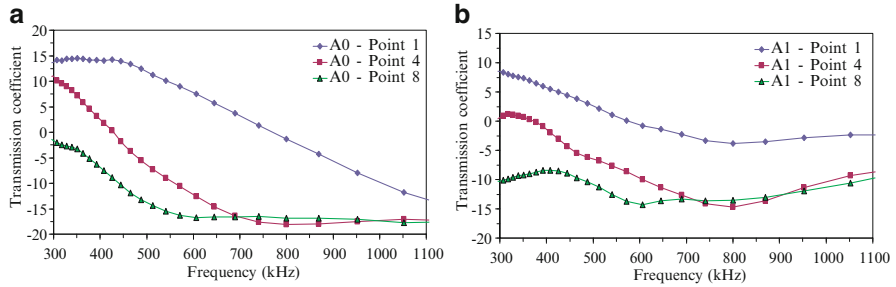 a
Transmission coefficient
20
15
10
5
0
-5
-10
-15
-20
300 400 500 600 700 800 900 1000 1100
Frequency (kHz)
A0 - Point 1
A0 - Point 4
A0 - Point 8
b
Transmission coefficient
15
10
5
0
-5
-10
-15
-20
300 400 500 600 700 800 900 1000 1100
Frequency (kHz)
A1 - Point 1
A1 - Point 4
A1 - Point 8